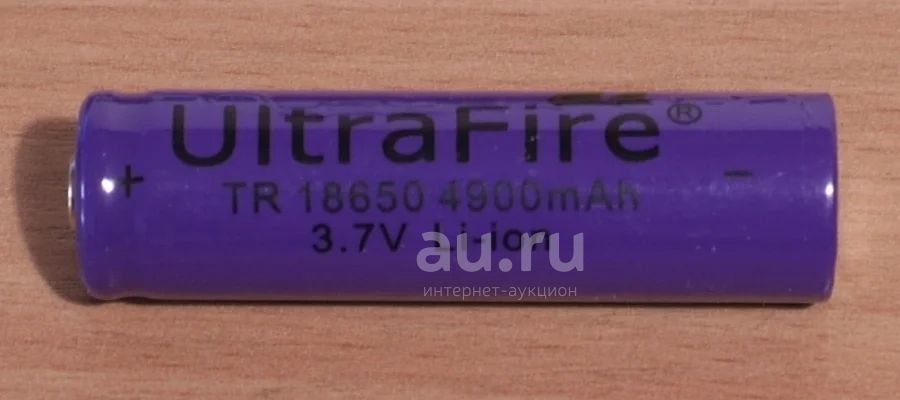 UltraFire®
+ -
TR 18650 4900mAh
3.7V Li-ion
au.ru
интернет-аукцион